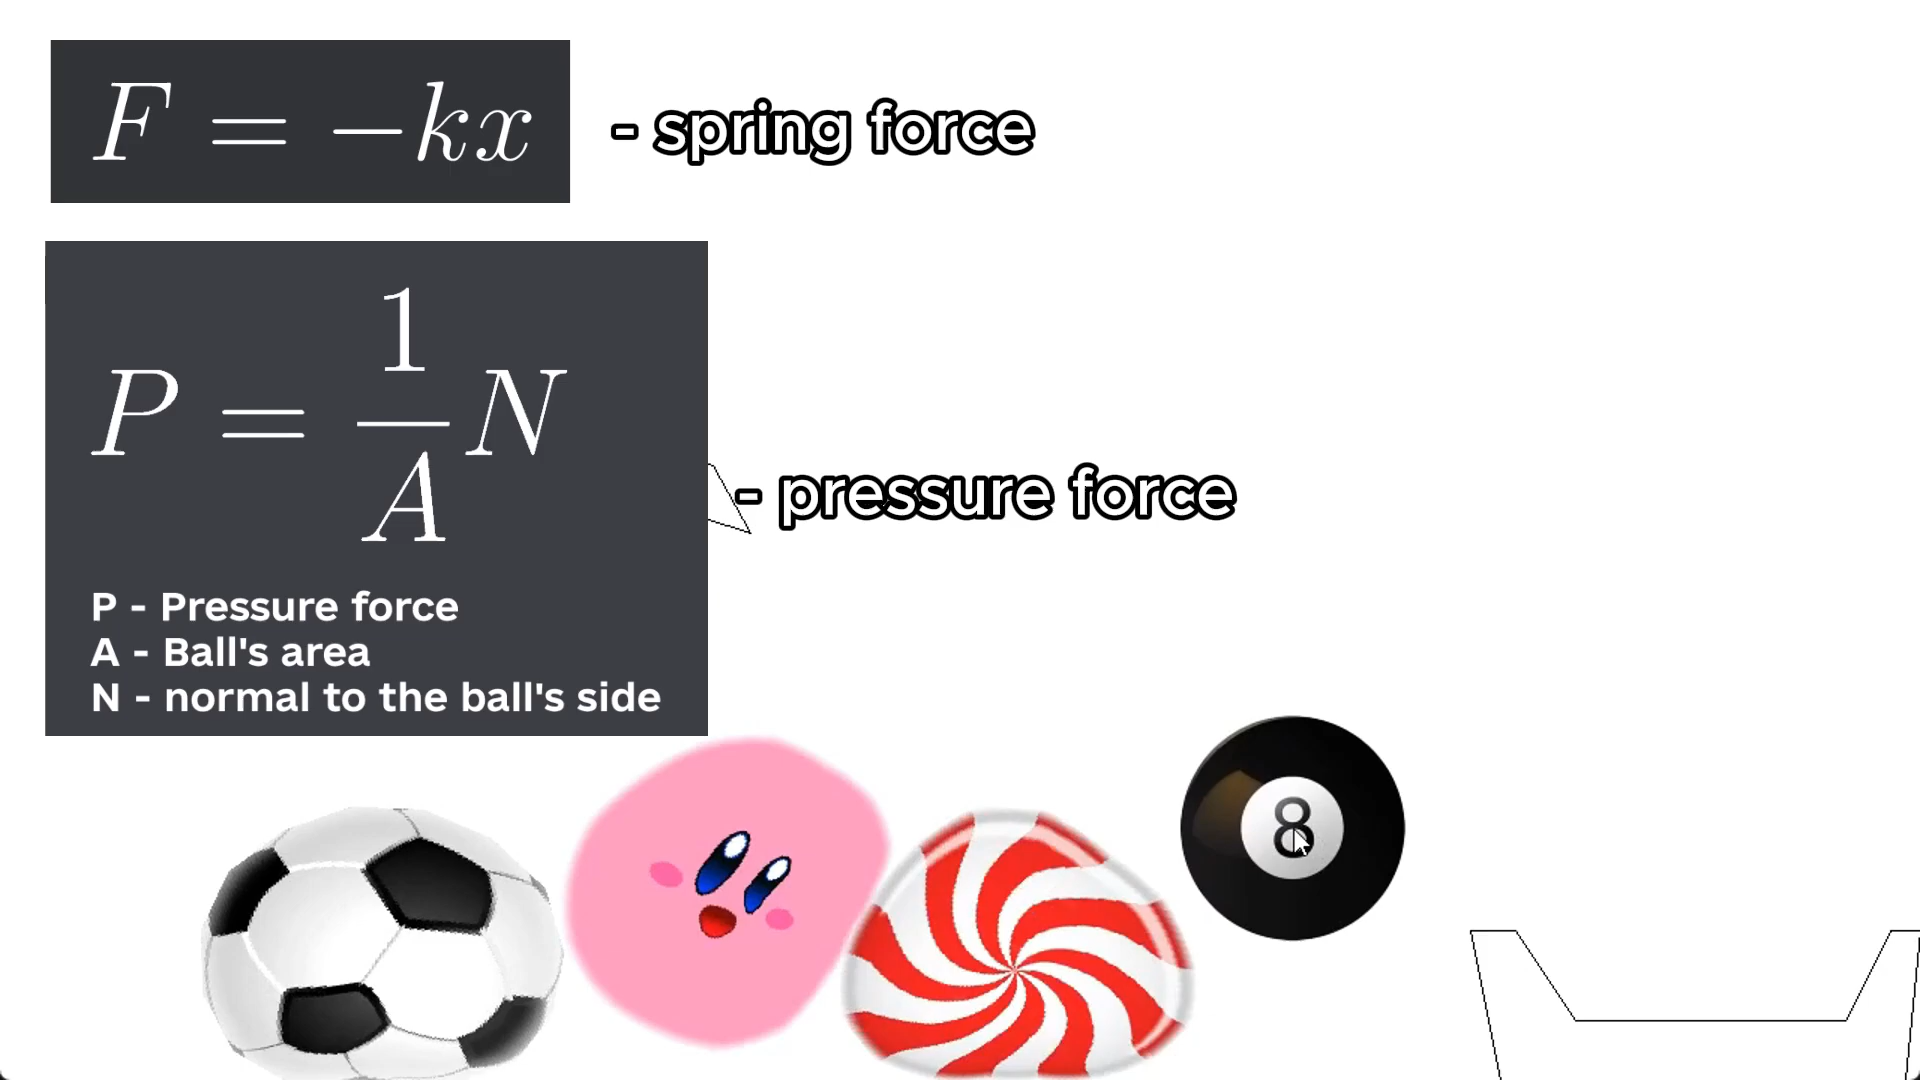 F = −kx
- spring force
P = 1/A N
- pressure force
P - Pressure force
A - Ball's area
N - normal to the ball's side
8